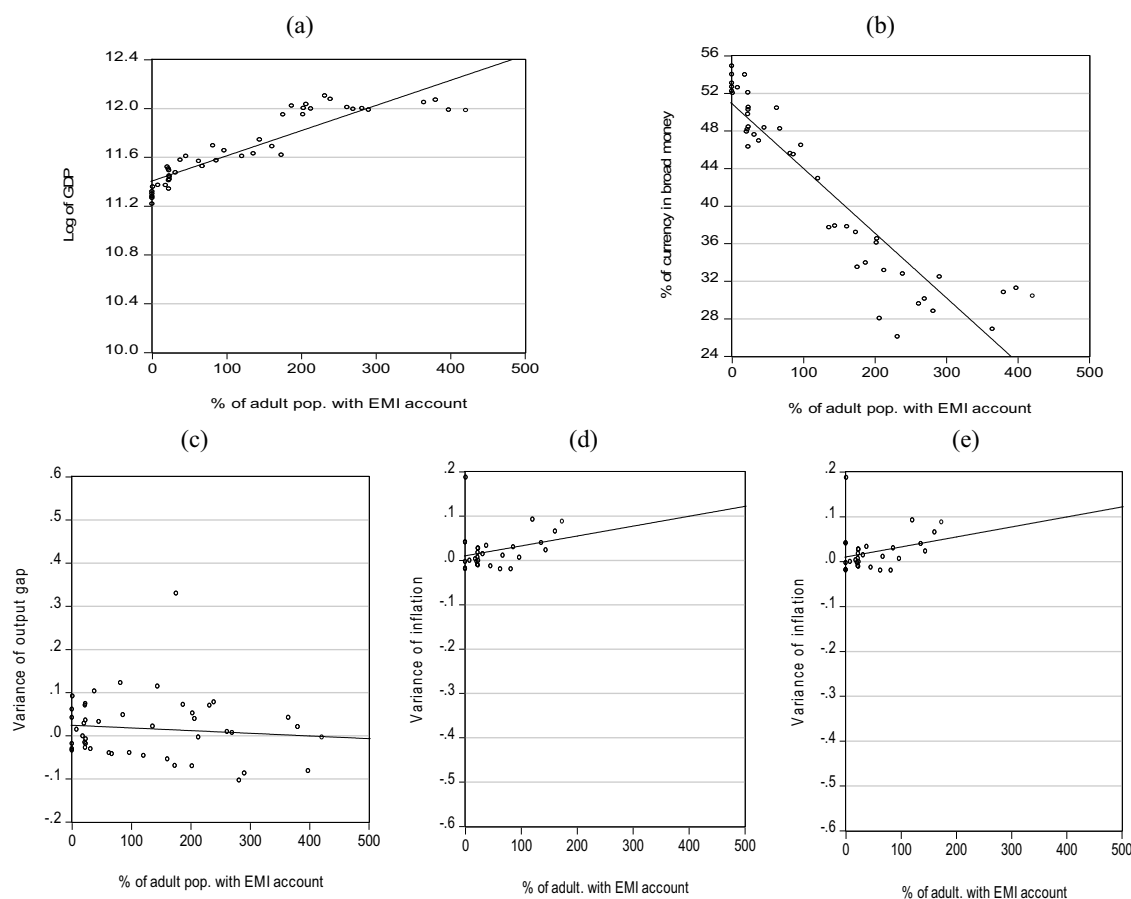 (a)
12.4
12.0
11.6
11.2
10.8
10.4
10.0
Log of GDP
0 100 200 300 400 500
% of adult pop. with EMI account
(b)
56
52
48
44
40
36
32
28
24
% of currency in broad money
0 100 200 300 400 500
% of adult pop. with EMI account
(c)
.6
.5
.4
.3
.2
.1
.0
-.1
-.2
Variance of output gap
0 100 200 300 400 500
% of adult pop. with EMI account
(d)
.2
.1
.0
-.1
-.2
-.3
-.4
-.5
-.6
Variance of inflation
0 100 200 300 400 500
% of adult. with EMI account
(e)
.2
.1
.0
-.1
-.2
-.3
-.4
-.5
-.6
Variance of inflation
0 100 200 300 400 500
% of adult. with EMI account